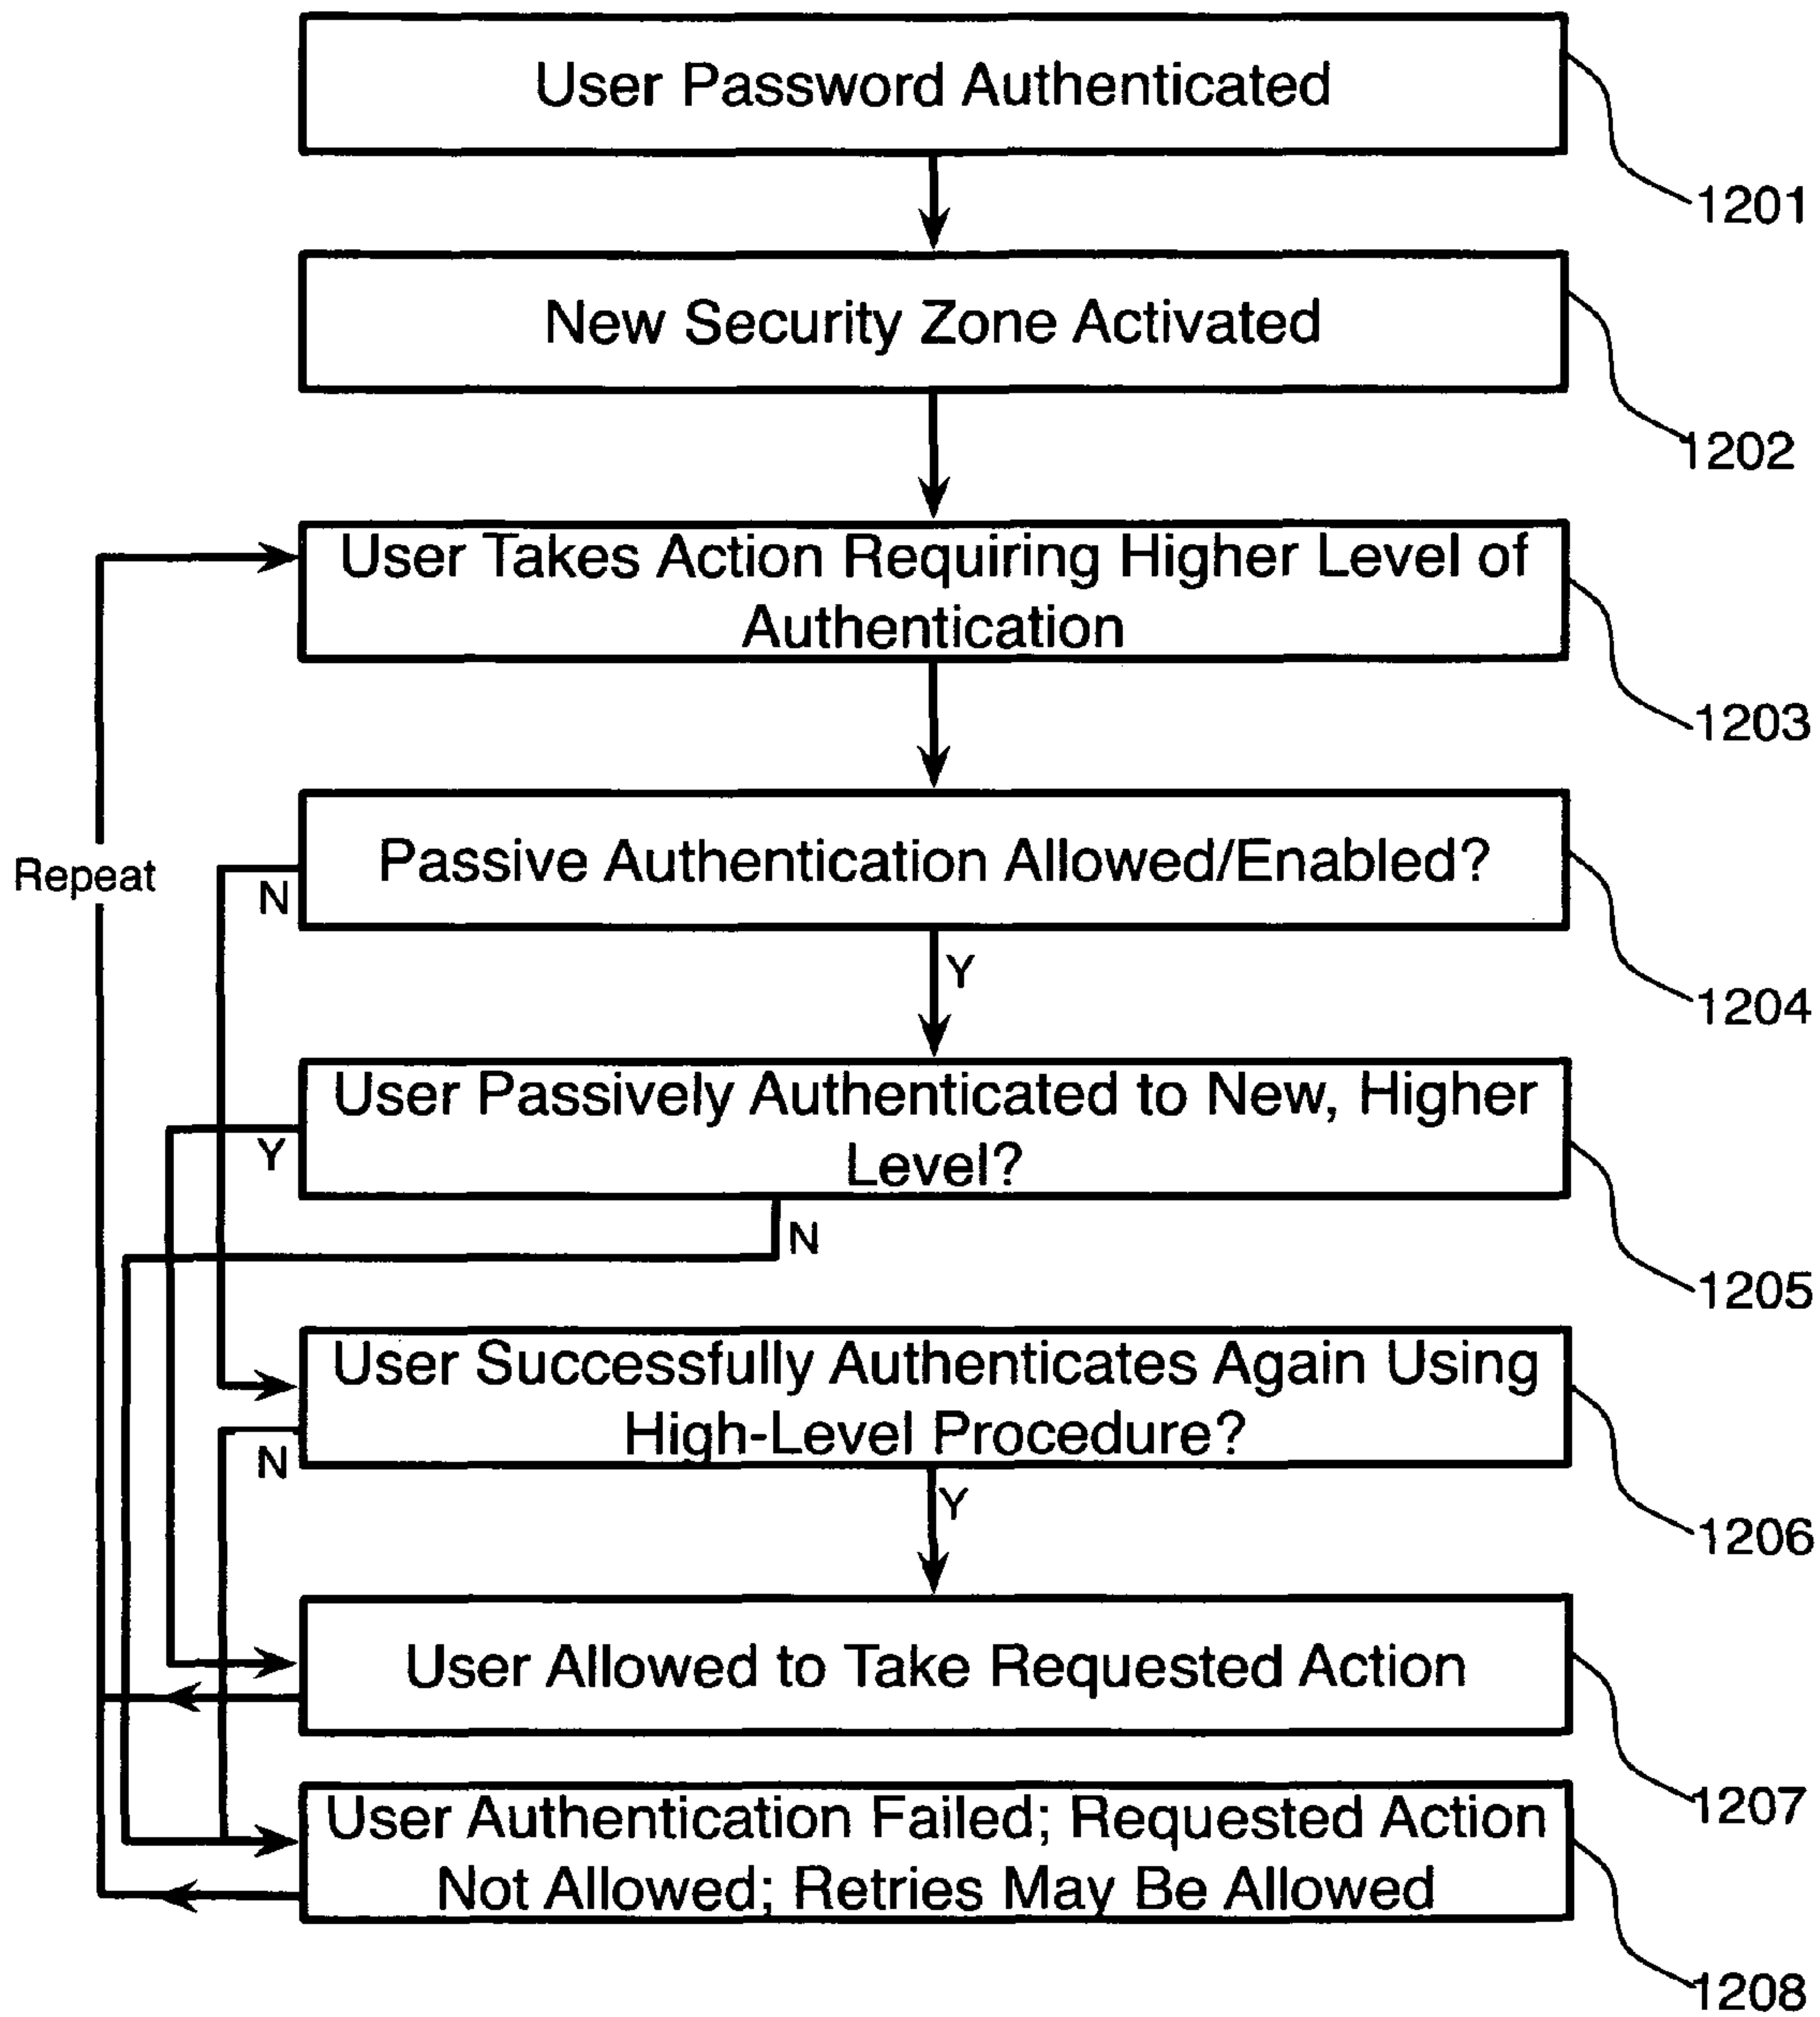 User Password Authenticated
1201
New Security Zone Activated
1202
User Takes Action Requiring Higher Level of
Authentication
1203
Passive Authentication Allowed/Enabled?
Repeat
N
Y
1204
User Passively Authenticated to New, Higher
Level?
Y
N
1205
User Successfully Authenticates Again Using
High-Level Procedure?
N
Y
1206
User Allowed to Take Requested Action
1207
User Authentication Failed; Requested Action
Not Allowed; Retries May Be Allowed
1208